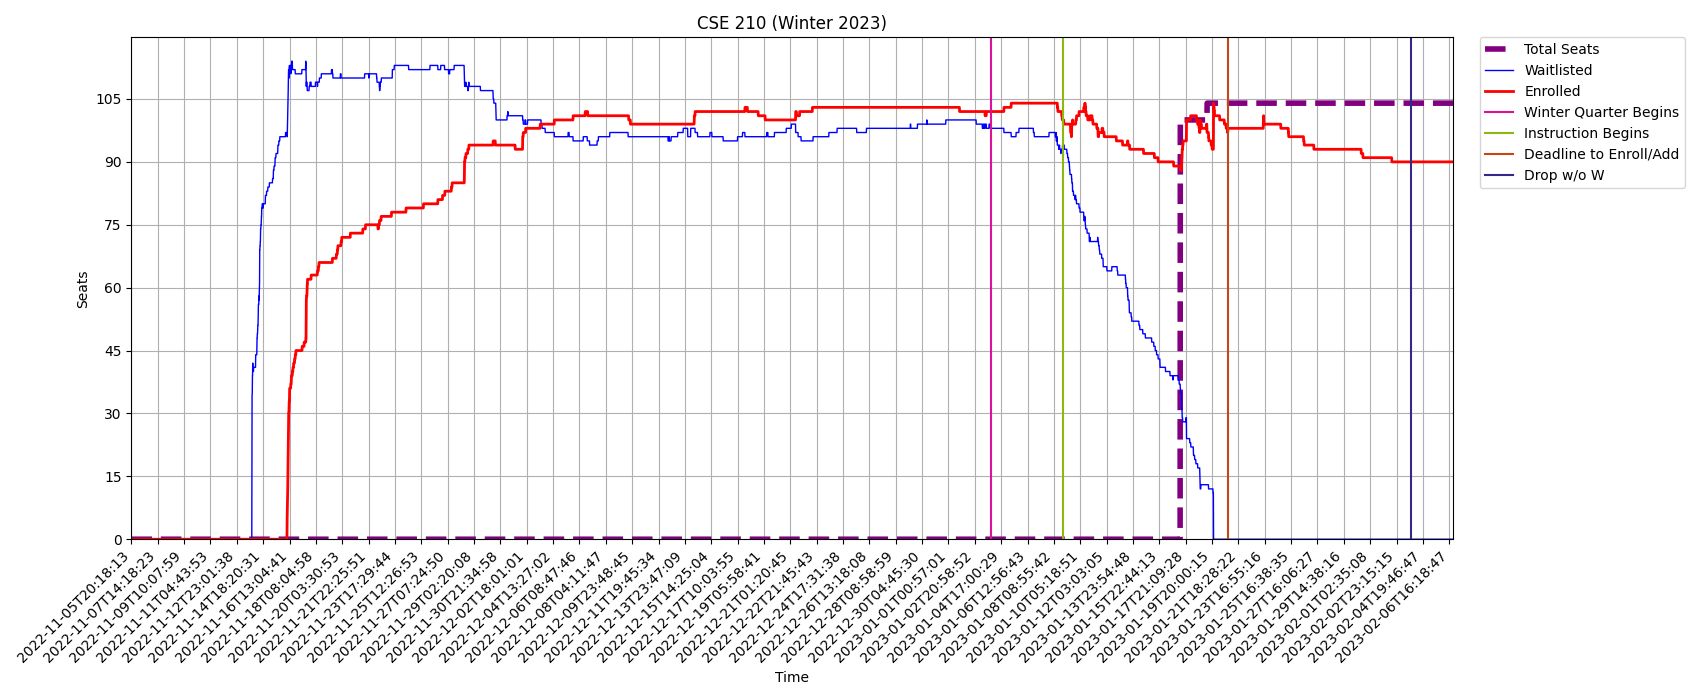 CSE 210 (Winter 2023)
Total Seats
Waitlisted
Enrolled
Winter Quarter Begins
Instruction Begins
Deadline to Enroll/Add
Drop w/o W
Seats
105
90
75
60
45
30
15
0
2022-11-05T20:18:13
2022-11-07T14:18:23
2022-11-09T10:07:59
2022-11-11T04:43:53
2022-11-12T23:01:38
2022-11-14T18:20:31
2022-11-16T13:04:41
2022-11-18T08:04:58
2022-11-20T03:30:53
2022-11-21T22:25:51
2022-11-23T17:29:44
2022-11-25T12:26:53
2022-11-27T07:24:50
2022-11-29T02:20:08
2022-11-30T21:34:58
2022-12-02T18:01:01
2022-12-04T13:27:02
2022-12-06T08:47:46
2022-12-08T04:11:47
2022-12-09T23:48:45
2022-12-11T19:45:34
2022-12-13T23:47:09
2022-12-15T14:25:04
2022-12-17T10:03:55
2022-12-19T05:58:41
2022-12-21T01:20:45
2022-12-22T21:45:43
2022-12-24T17:31:38
2022-12-26T13:18:08
2022-12-28T08:58:59
2022-12-30T04:45:30
2023-01-01T00:57:01
2023-01-02T20:58:52
2023-01-04T17:00:29
2023-01-06T12:56:43
2023-01-08T08:55:42
2023-01-10T05:18:51
2023-01-12T03:03:05
2023-01-13T23:54:48
2023-01-15T22:44:13
2023-01-17T21:09:28
2023-01-19T20:00:15
2023-01-21T18:28:22
2023-01-23T16:55:16
2023-01-25T16:38:35
2023-01-27T16:06:27
2023-01-29T14:38:16
2023-02-01T02:35:08
2023-02-02T23:15:15
2023-02-04T19:46:47
2023-02-06T16:18:47
Time